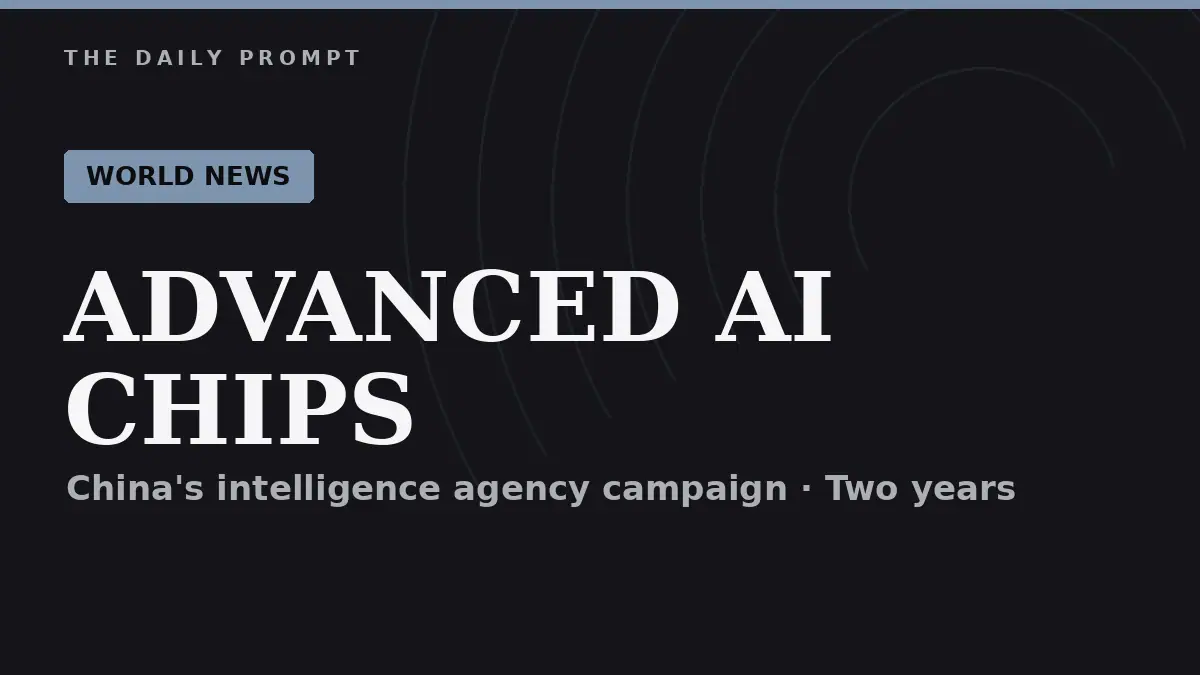 THE DAILY PROMPT
WORLD NEWS
ADVANCED AI
CHIPS
China's intelligence agency campaign · Two years